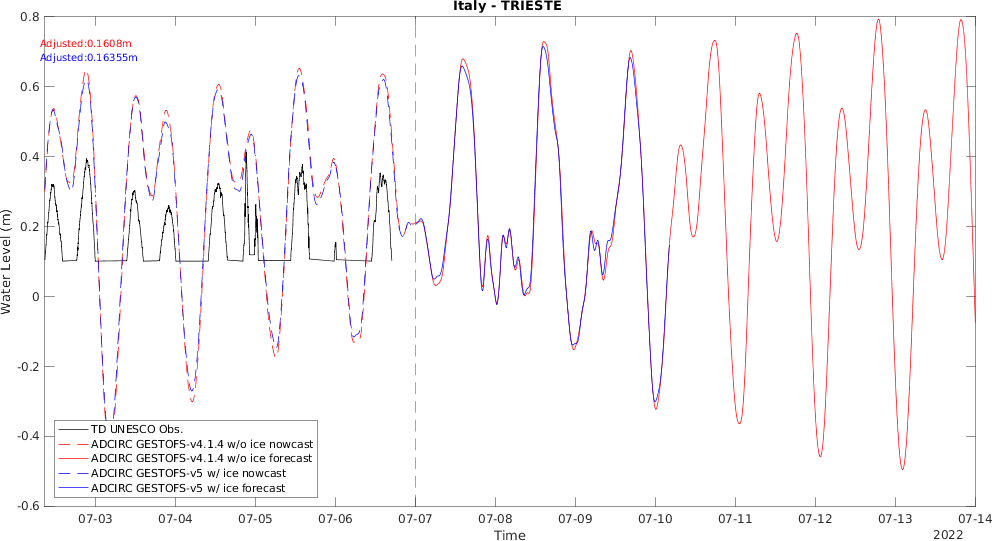 Italy - TRIESTE
Adjusted:0.1608m
Adjusted:0.16355m
Water Level (m)
0.8
0.6
0.4
0.2
0
-0.2
-0.4
-0.6
TD UNESCO Obs.
ADCIRC GESTOFS-v4.1.4 w/o ice nowcast
ADCIRC GESTOFS-v4.1.4 w/o ice forecast
ADCIRC GESTOFS-v5 w/ ice nowcast
ADCIRC GESTOFS-v5 w/ ice forecast
07-03 07-04 07-05 07-06 07-07 07-08 07-09 07-10 07-11 07-12 07-13 07-14
Time
2022